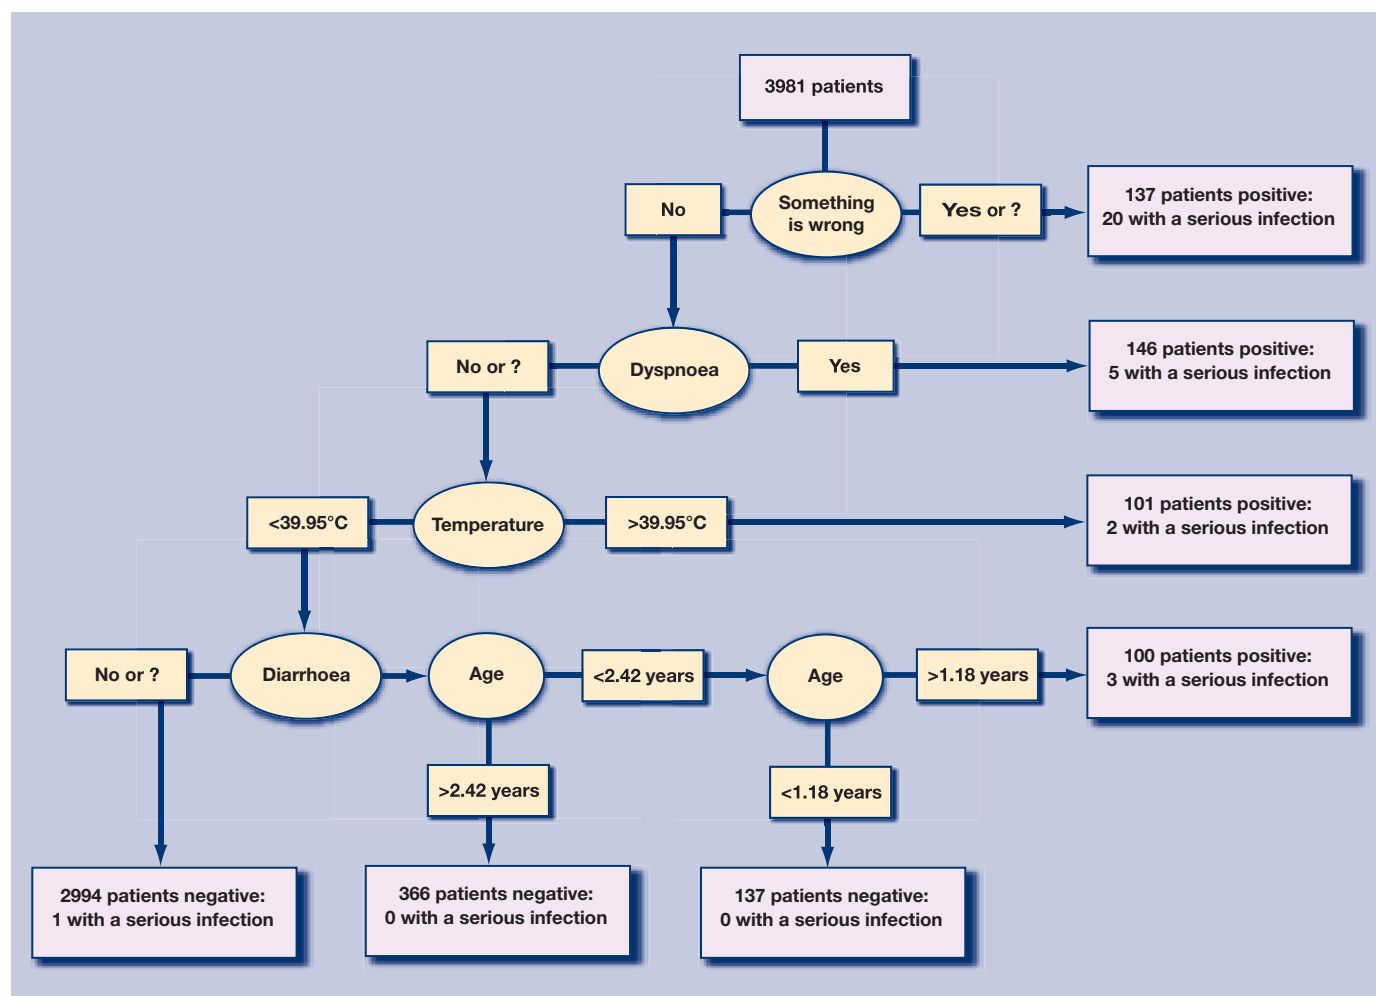 3981 patients
No
Something
is wrong
Yes or ?
137 patients positive:
20 with a serious infection
No or ?
Dyspnoea
Yes
146 patients positive:
5 with a serious infection
<39.95°C
Temperature
>39.95°C
101 patients positive:
2 with a serious infection
No or ?
Diarrhoea
Age
<2.42 years
Age
>1.18 years
100 patients positive:
3 with a serious infection
>2.42 years
<1.18 years
2994 patients negative:
1 with a serious infection
366 patients negative:
0 with a serious infection
137 patients negative:
0 with a serious infection